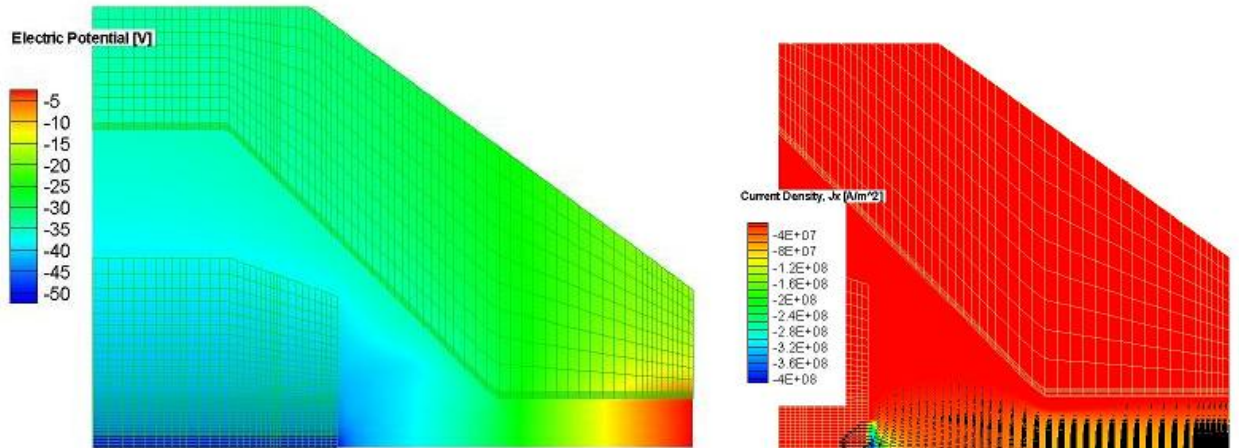 Electric Potential [V]
-5
-10
-15
-20
-25
-30
-35
-40
-45
-50
Current Density, Jx [A/m^2]
-4E+07
-8E+07
-1.2E+08
-1.6E+08
-2E+08
-2.4E+08
-2.8E+08
-3.2E+08
-3.6E+08
-4E+08